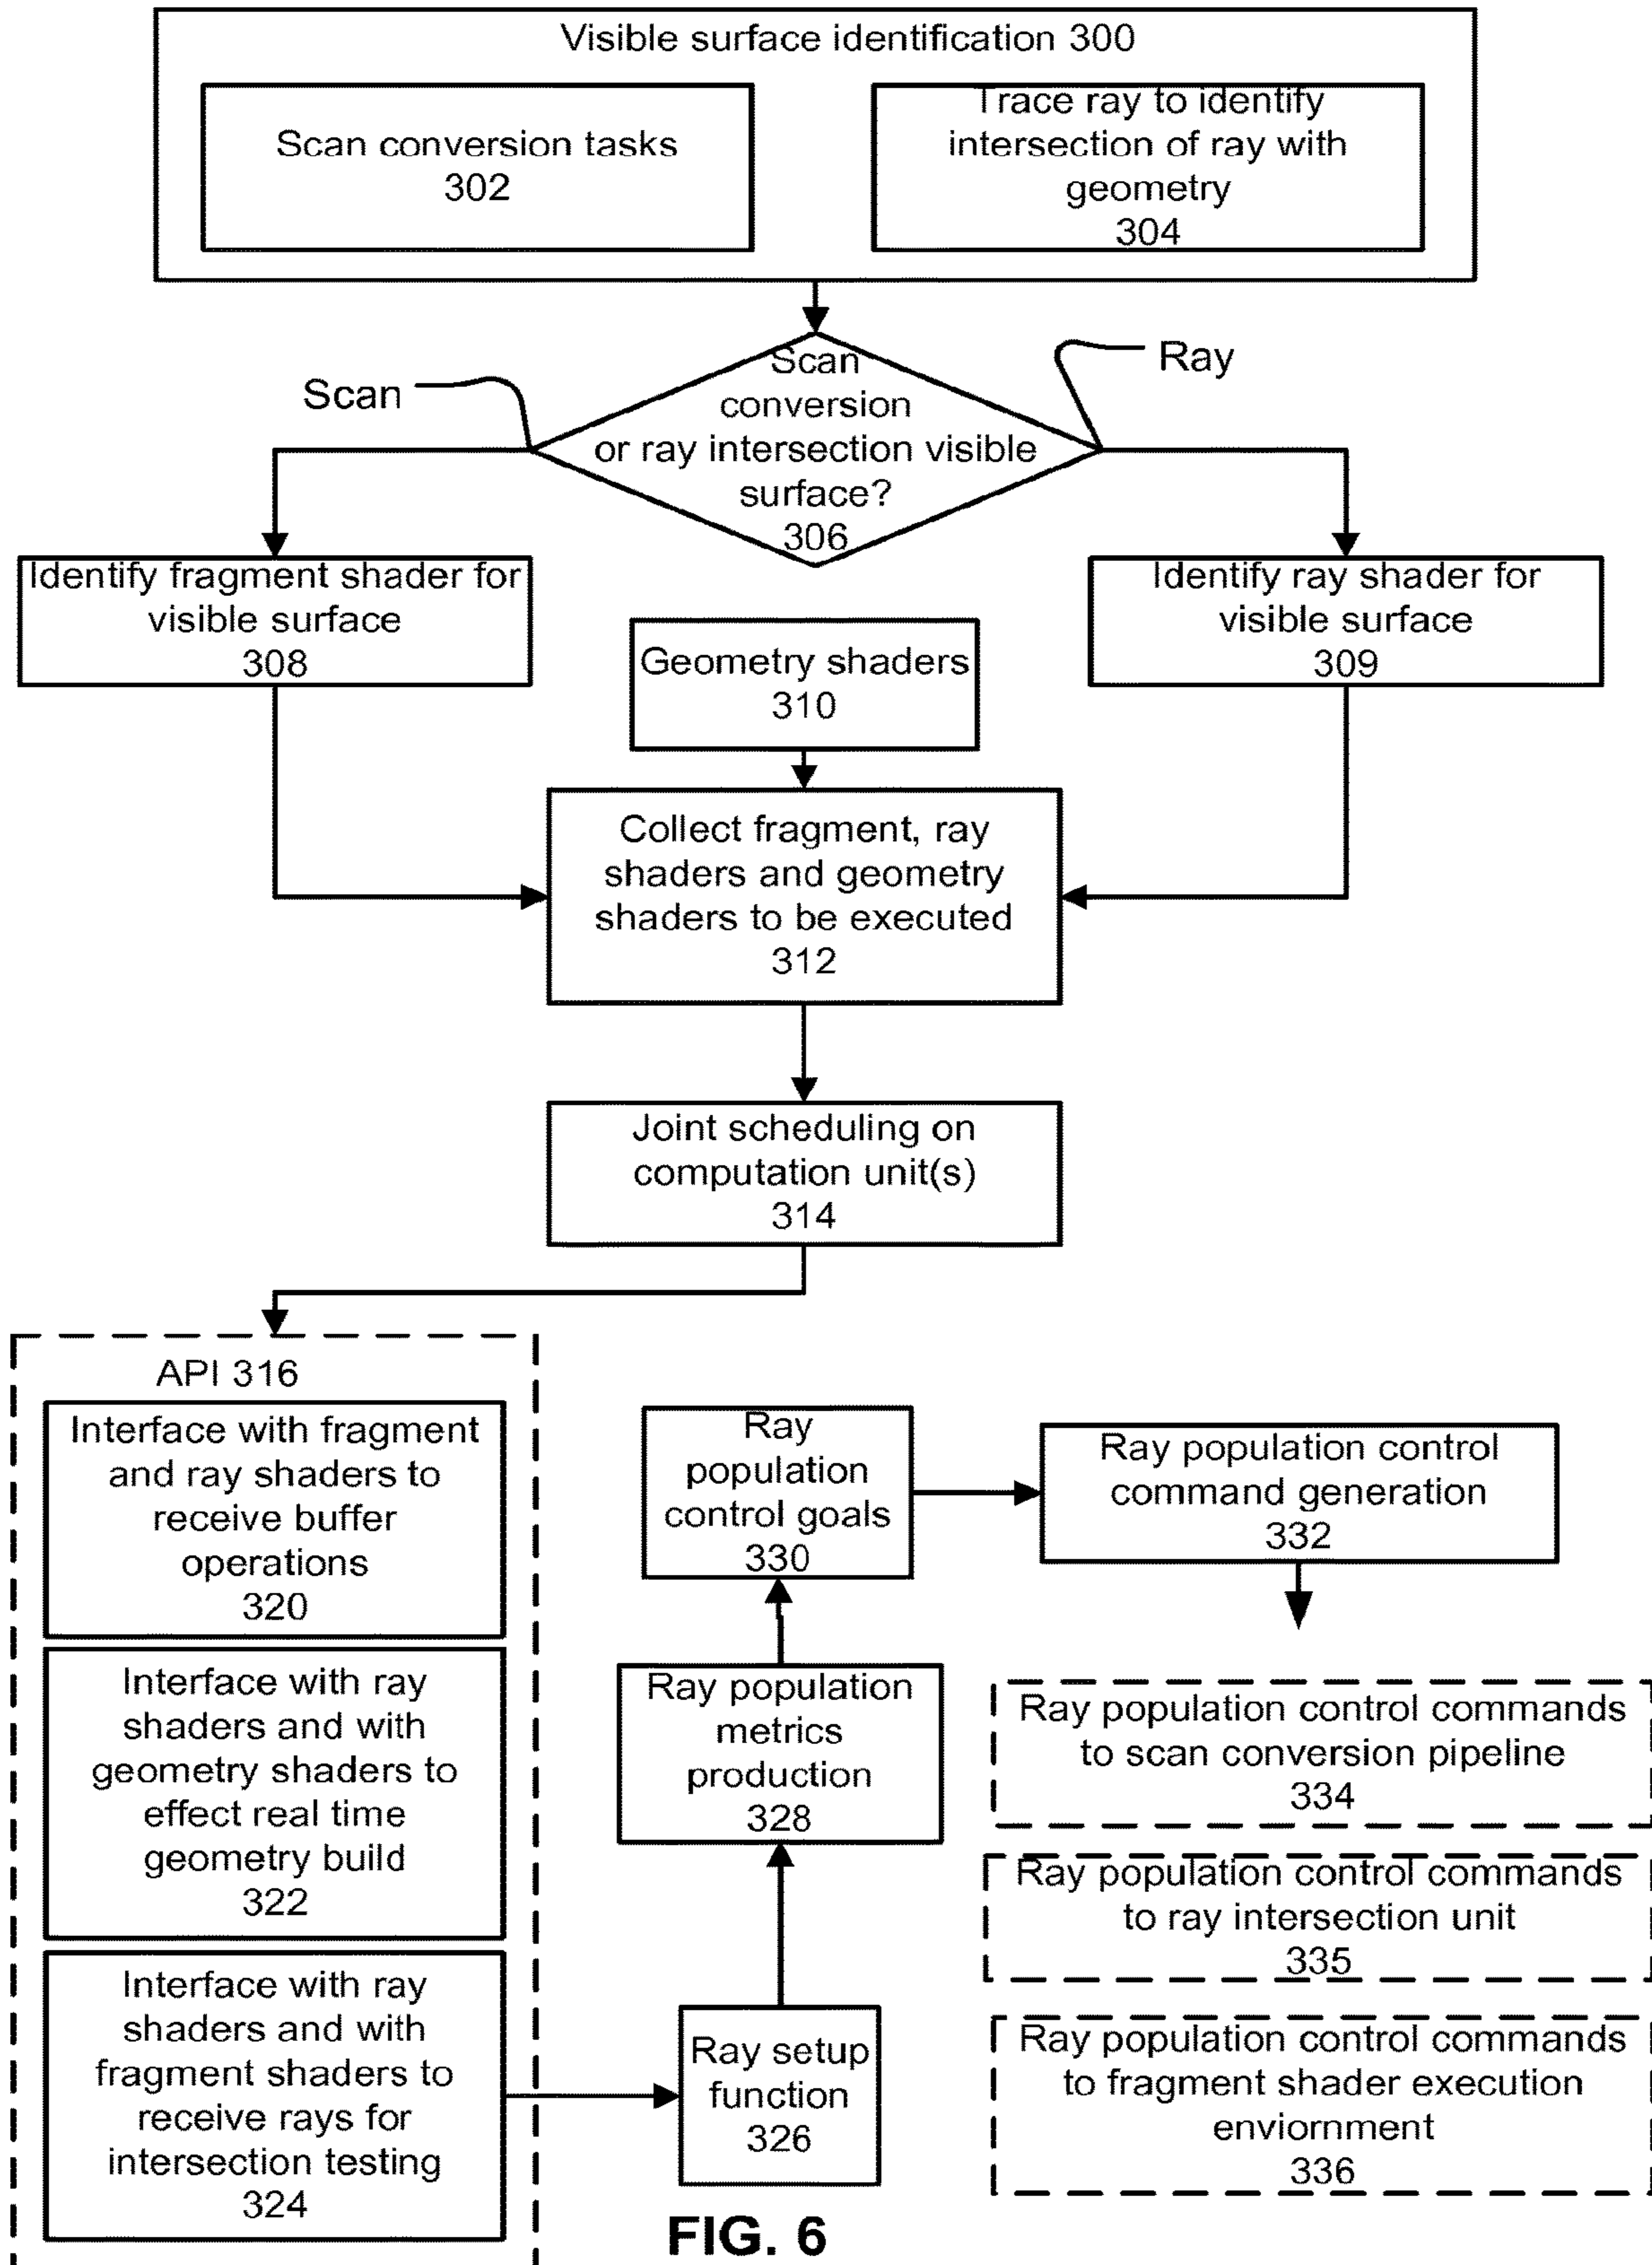 Visible surface identification 300
Scan conversion tasks
302
Trace ray to identify
intersection of ray with
geometry
304
Scan
conversion
or ray intersection visible
surface?
306
Scan
Ray
Identify fragment shader for
visible surface
308
Identify ray shader for
visible surface
309
Geometry shaders
310
Collect fragment, ray
shaders and geometry
shaders to be executed
312
Joint scheduling on
computation unit(s)
314
API 316
Interface with fragment
and ray shaders to
receive buffer
operations
320
Interface with ray
shaders and with
geometry shaders to
effect real time
geometry build
322
Interface with ray
shaders and with
fragment shaders to
receive rays for
intersection testing
324
Ray setup
function
326
Ray population
metrics
production
328
Ray
population
control goals
330
Ray population control
command generation
332
Ray population control commands
to scan conversion pipeline
334
Ray population control commands
to ray intersection unit
335
Ray population control commands
to fragment shader execution
enviornment
336
FIG. 6